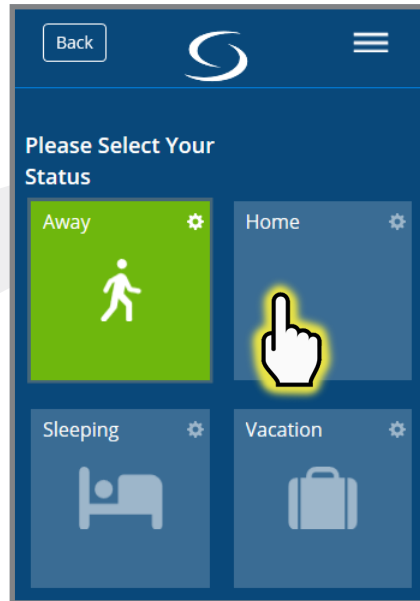 Back
Please Select Your
Status
Away
Home
Sleeping
Vacation